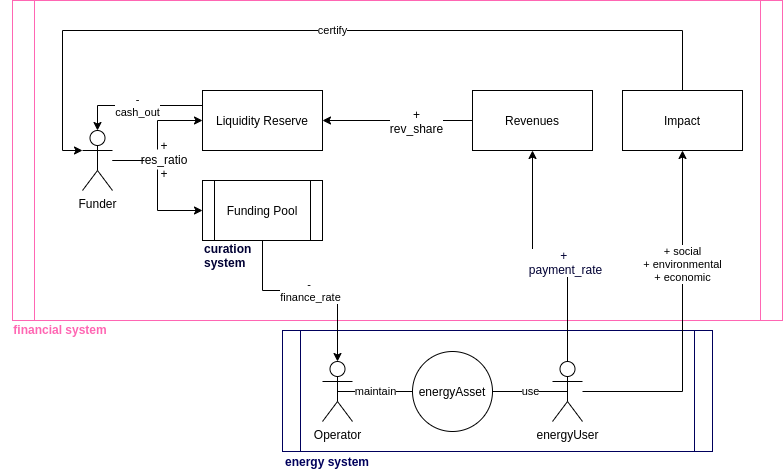 certify
-
cash_out
Liquidity Reserve
+
rev_share
Revenues
Impact
+
res_ratio
+
Funder
Funding Pool
curation
system
+
payment_rate
+ social
+ environmental
+ economic
-
finance_rate
financial system
maintain
energyAsset
use
Operator
energyUser
energy system